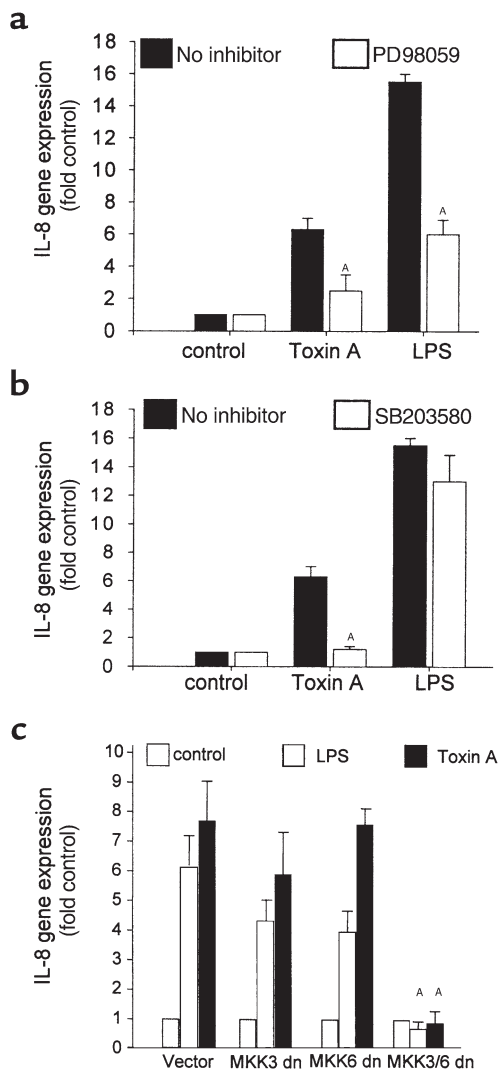 a
No inhibitor PD98059
IL-8 gene expression
(fold control)
18
16
14
12
10
8
6
4
2
0
A
A
control Toxin A LPS
b
No inhibitor SB203580
IL-8 gene expression
(fold control)
18
16
14
12
10
8
6
4
2
0
A
control Toxin A LPS
c
control LPS Toxin A
IL-8 gene expression
(fold control)
10
9
8
7
6
5
4
3
2
1
0
A A
Vector MKK3 dn MKK6 dn MKK3/6 dn